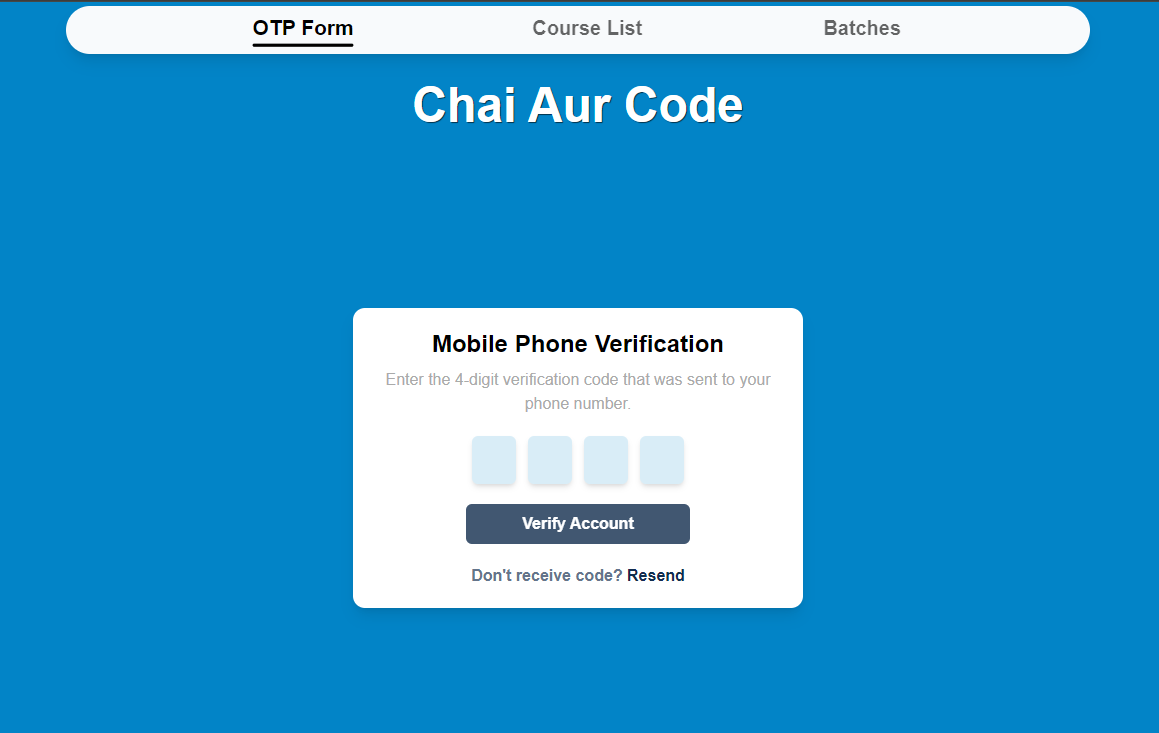 OTP Form Course List Batches
Chai Aur Code
Mobile Phone Verification
Enter the 4-digit verification code that was sent to your
phone number.
Verify Account
Don't receive code? Resend